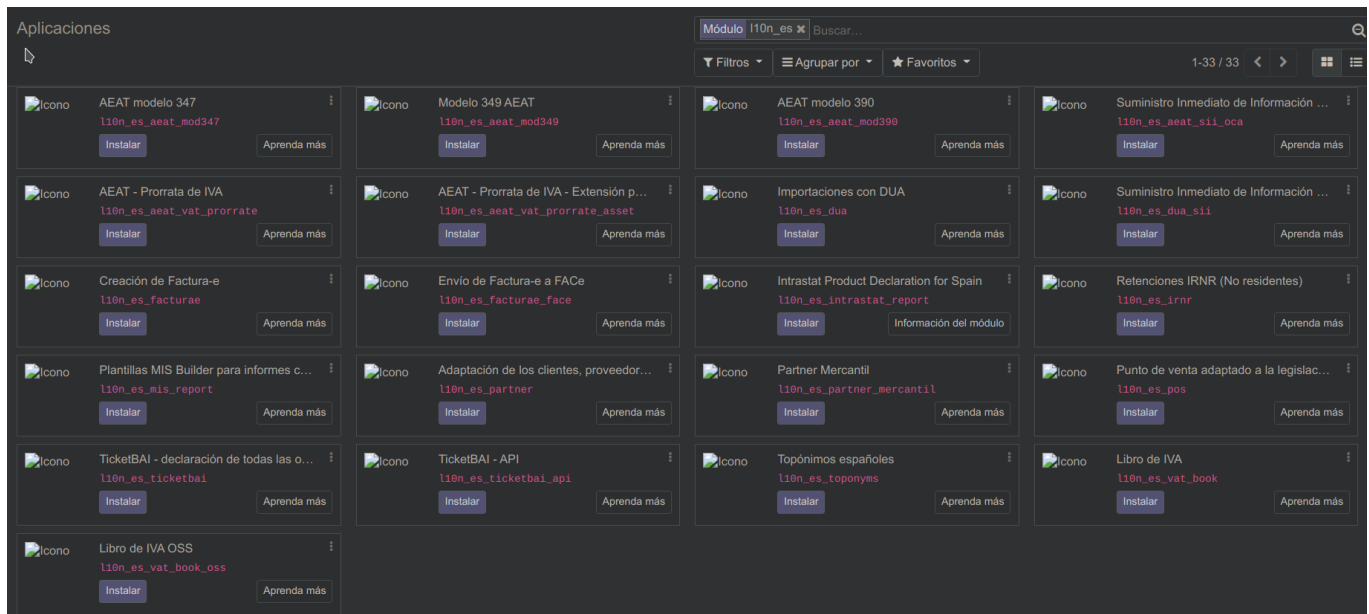 Aplicaciones
Módulo l10n_es Buscar...
Filtros Agrupar por Favoritos 1-33 / 33
Icono AEAT modelo 347
l10n_es_aeat_mod347
Instalar Aprenda más
Icono Modelo 349 AEAT
l10n_es_aeat_mod349
Instalar Aprenda más
Icono AEAT modelo 390
l10n_es_aeat_mod390
Instalar Aprenda más
Icono Suministro Inmediato de Información ...
l10n_es_aeat_sii_oca
Instalar Aprenda más
Icono AEAT - Prorrata de IVA
l10n_es_aeat_vat_prorrate
Instalar Aprenda más
Icono AEAT - Prorrata de IVA - Extensión p...
l10n_es_aeat_vat_prorrate_asset
Instalar Aprenda más
Icono Importaciones con DUA
l10n_es_dua
Instalar Aprenda más
Icono Suministro Inmediato de Información ...
l10n_es_dua_sii
Instalar Aprenda más
Icono Creación de Factura-e
l10n_es_facturae
Instalar Aprenda más
Icono Envío de Factura-e a FACe
l10n_es_facturae_face
Instalar Aprenda más
Icono Intrastat Product Declaration for Spain
l10n_es_intrastat_report
Instalar Información del módulo
Icono Retenciones IRNR (No residentes)
l10n_es_irnr
Instalar Aprenda más
Icono Plantillas MIS Builder para informes c...
l10n_es_mis_report
Instalar Aprenda más
Icono Adaptación de los clientes, proveedor...
l10n_es_partner
Instalar Aprenda más
Icono Partner Mercantil
l10n_es_partner_mercantil
Instalar Aprenda más
Icono Punto de venta adaptado a la legislac...
l10n_es_pos
Instalar Aprenda más
Icono TicketBAI - declaración de todas las o...
l10n_es_ticketbai
Instalar Aprenda más
Icono TicketBAI - API
l10n_es_ticketbai_api
Instalar Aprenda más
Icono Topónimos españoles
l10n_es_toponyms
Instalar Aprenda más
Icono Libro de IVA
l10n_es_vat_book
Instalar Aprenda más
Icono Libro de IVA OSS
l10n_es_vat_book_oss
Instalar Aprenda más